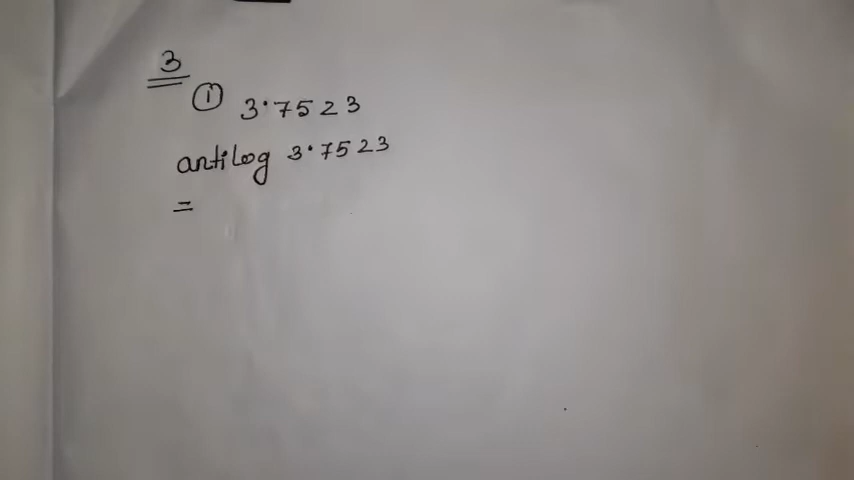 3
① 3.7523
antilog 3.7523
=